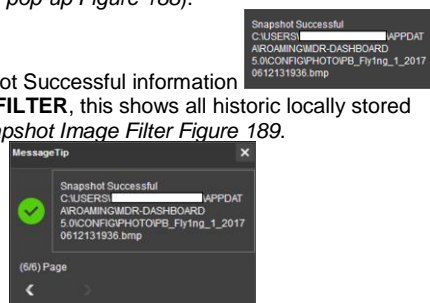 pop up Figure 188).
Snapshot Successful
C:\USERS\ \APPDAT
A\ROAMING\MDR-DASHBOARD
5.0\CONFIG\PHOTO\PB_Fly1ng_1_2017
0612131936.bmp
ot Successful information
FILTER, this shows all historic locally stored
pshot Image Filter Figure 189.
MessageTip
Snapshot Successful
C:\USERS\ \APPDAT
A\ROAMING\MDR-DASHBOARD
5.0\CONFIG\PHOTO\PB_Fly1ng_1_2017
0612131936.bmp
(6/6) Page